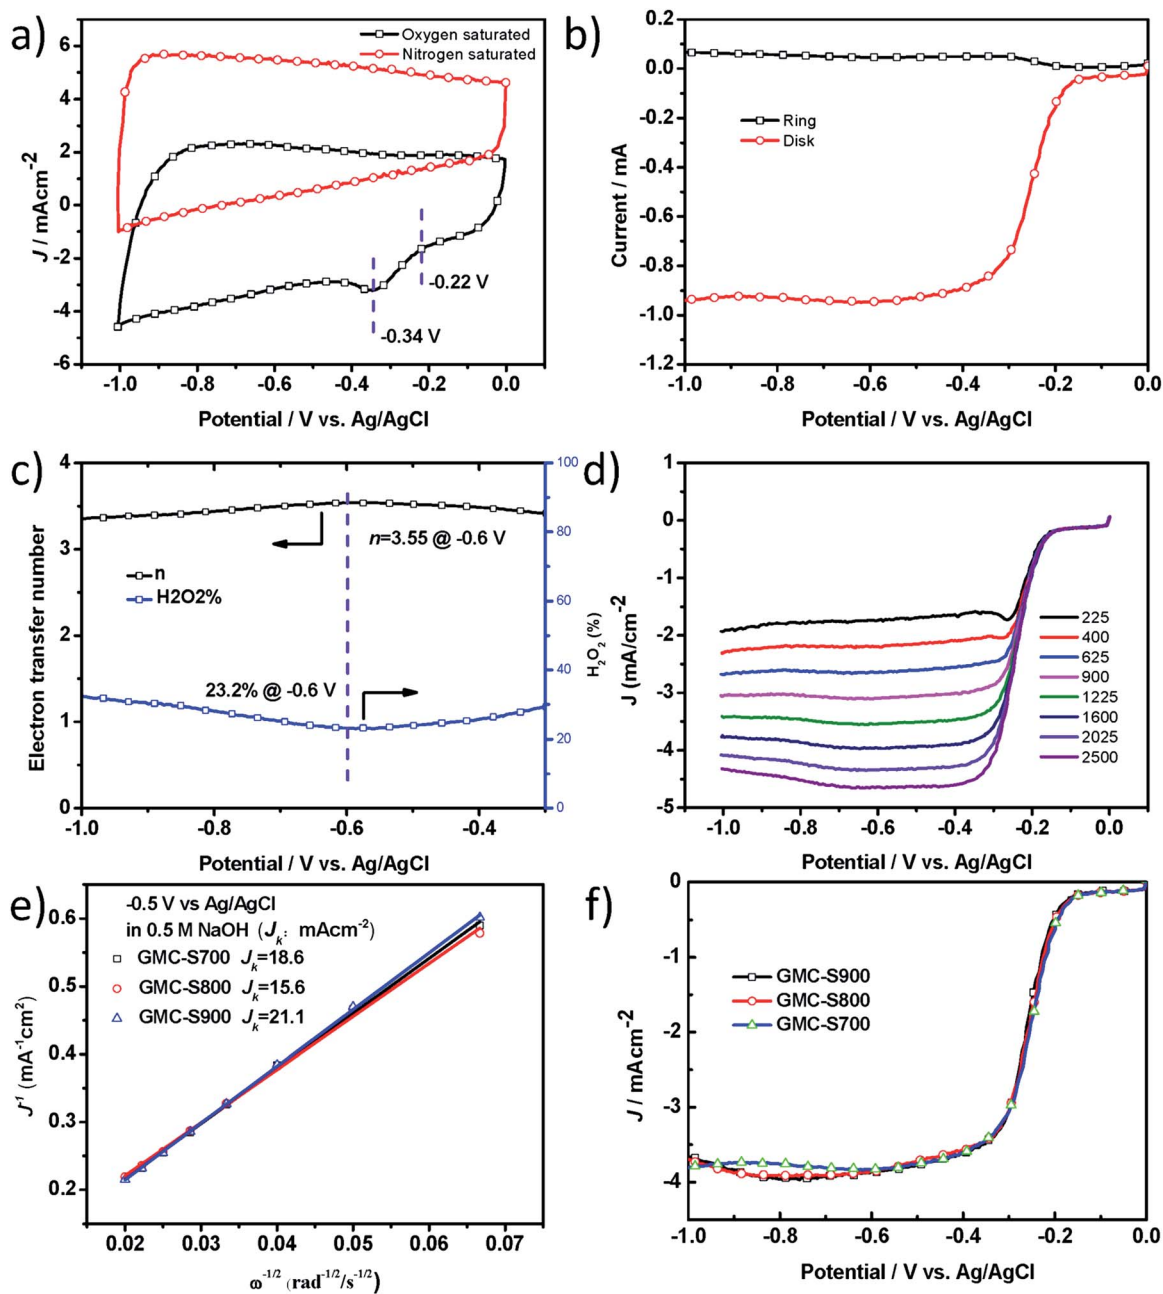 a)
6
4
2
0
-2
-4
-6
J / mAcm-2
Oxygen saturated
Nitrogen saturated
-0.22 V
-0.34 V
-1.0 -0.8 -0.6 -0.4 -0.2 0.0
Potential / V vs. Ag/AgCl
b)
0.2
0.0
-0.2
-0.4
-0.6
-0.8
-1.0
-1.2
Current / mA
Ring
Disk
-1.0 -0.8 -0.6 -0.4 -0.2 0.0
Potential / V vs. Ag/AgCl
c)
4
3
2
1
0
Electron transfer number
n=3.55 @ -0.6 V
n
H2O2%
23.2% @ -0.6 V
100
80
60
40
20
0
H2O2 (%)
-1.0 -0.8 -0.6 -0.4
Potential / V vs. Ag/AgCl
d)
1
0
-1
-2
-3
-4
-5
J (mA/cm-2
225
400
625
900
1225
1600
2025
2500
-1.0 -0.8 -0.6 -0.4 -0.2 0.0
Potential / V vs. Ag/AgCl
e)
0.6
0.5
0.4
0.3
0.2
J-1 (mA-1cm2)
-0.5 V vs Ag/AgCl
in 0.5 M NaOH (Jk: mAcm-2)
GMC-S700 Jk=18.6
GMC-S800 Jk=15.6
GMC-S900 Jk=21.1
0.02 0.03 0.04 0.05 0.06 0.07
ω-1/2 (rad-1/2/s-1/2)
f)
0
-1
-2
-3
-4
J / mAcm-2
GMC-S900
GMC-S800
GMC-S700
-1.0 -0.8 -0.6 -0.4 -0.2 0.0
Potential / V vs. Ag/AgCl